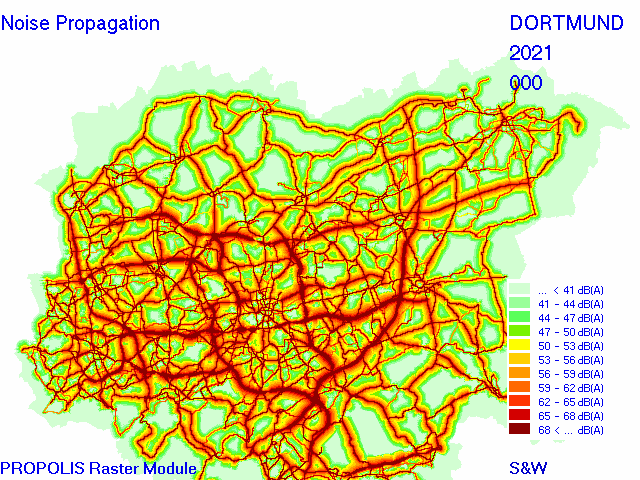 Noise Propagation
DORTMUND
2021
000
... < 41 dB(A)
41 - 44 dB(A)
44 - 47 dB(A)
47 - 50 dB(A)
50 - 53 dB(A)
53 - 56 dB(A)
56 - 59 dB(A)
59 - 62 dB(A)
62 - 65 dB(A)
65 - 68 dB(A)
68 < ... dB(A)
PROPOLIS Raster Module
S&W